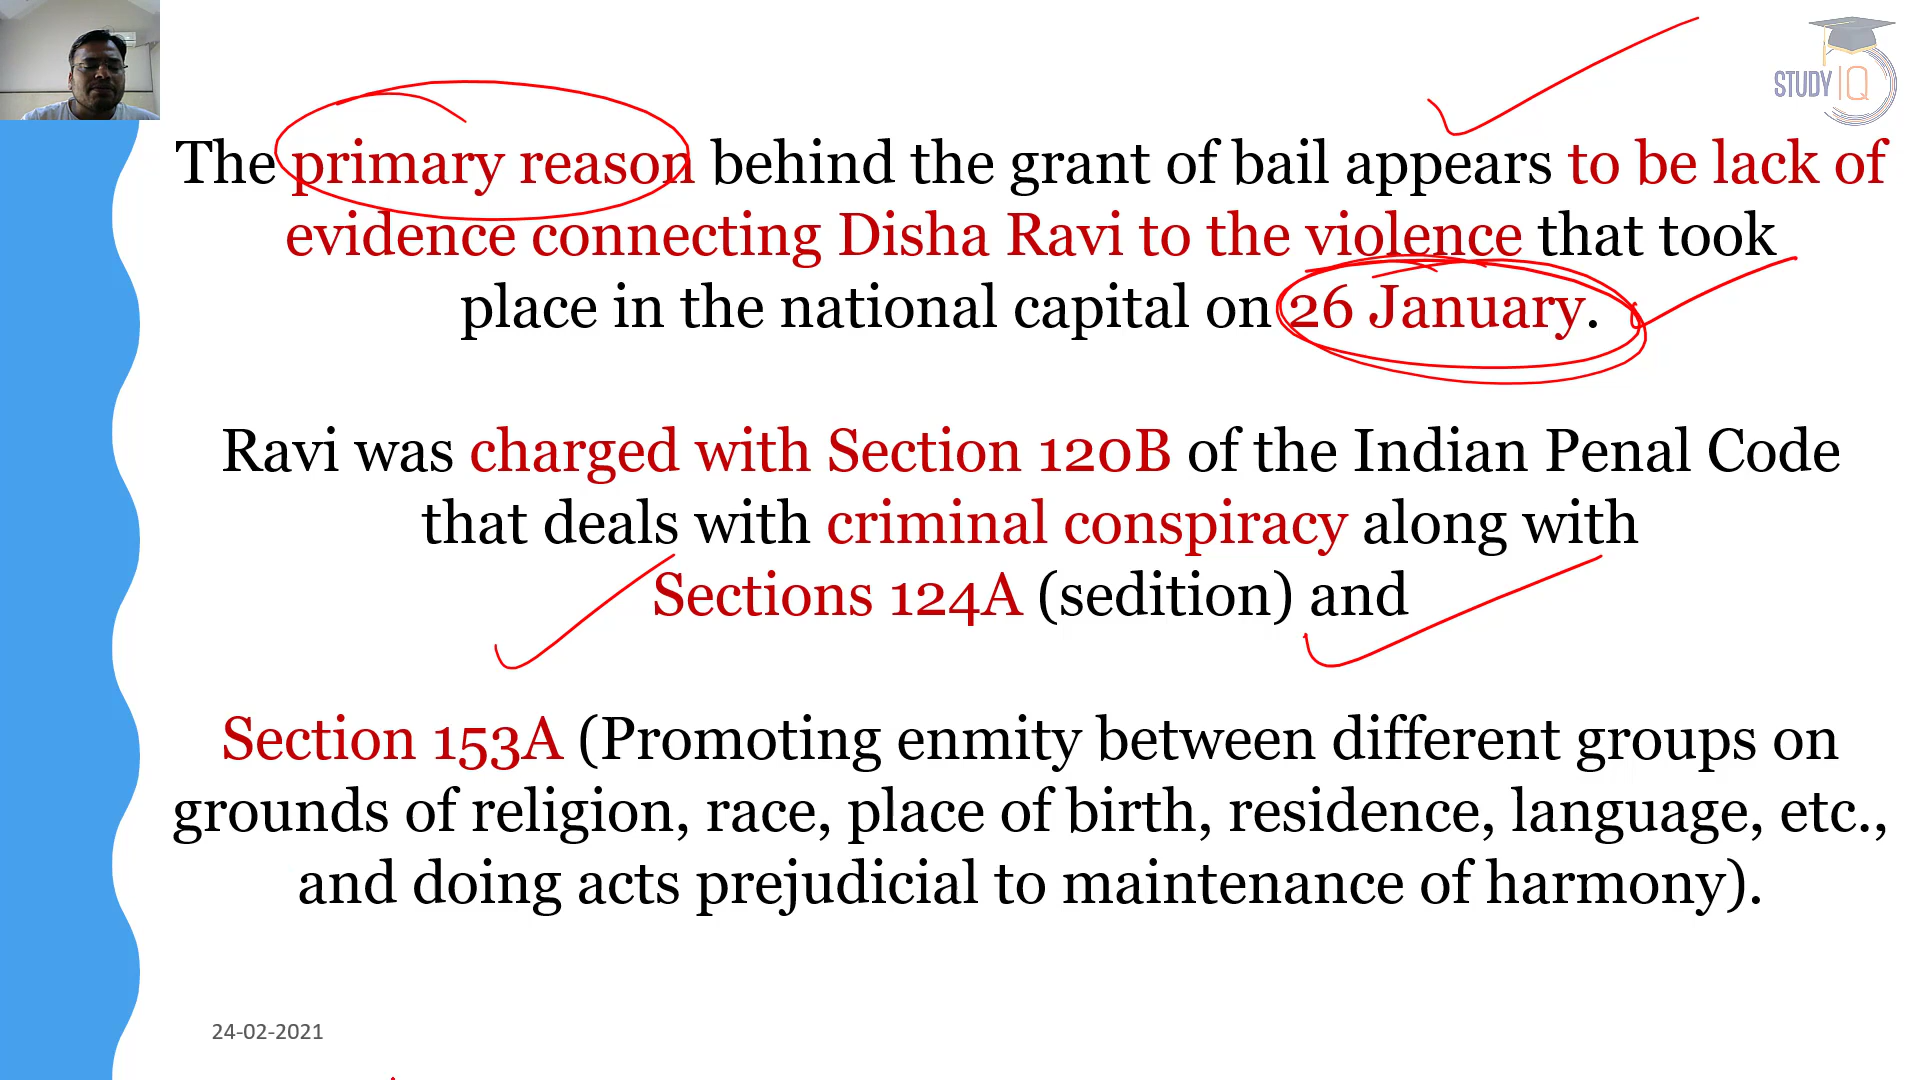 STUDY IQ
The primary reason behind the grant of bail appears to be lack of
evidence connecting Disha Ravi to the violence that took
place in the national capital on 26 January.
Ravi was charged with Section 120B of the Indian Penal Code
that deals with criminal conspiracy along with
Sections 124A (sedition) and
Section 153A (Promoting enmity between different groups on
grounds of religion, race, place of birth, residence, language, etc.,
and doing acts prejudicial to maintenance of harmony).
24-02-2021